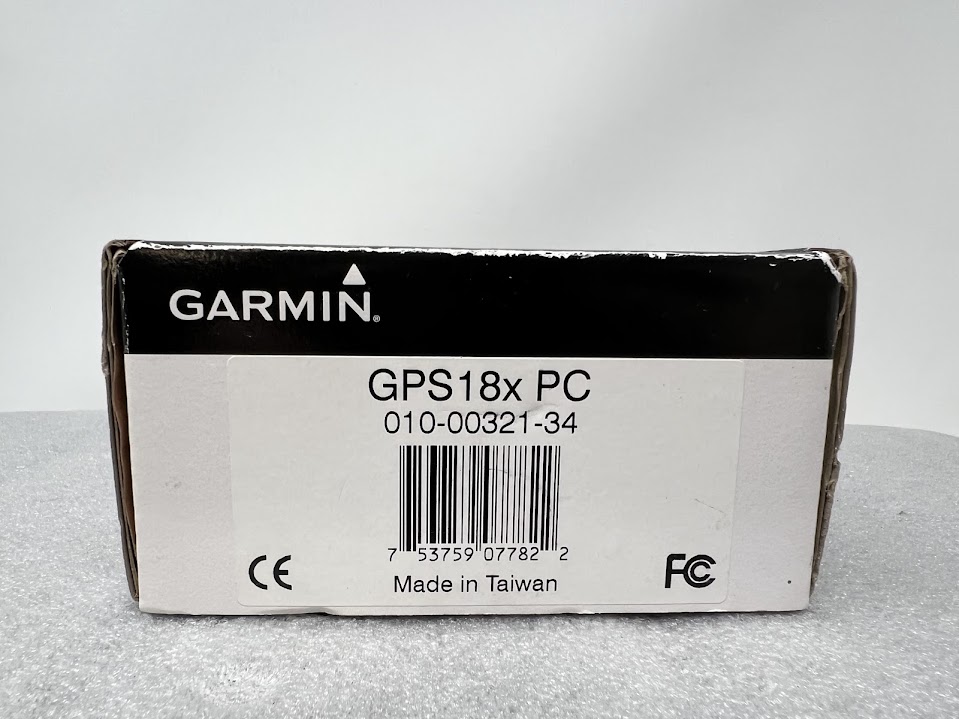 GARMIN®
GPS18x PC
010-00321-34
7 53759 07782 2
CE
Made in Taiwan
FC